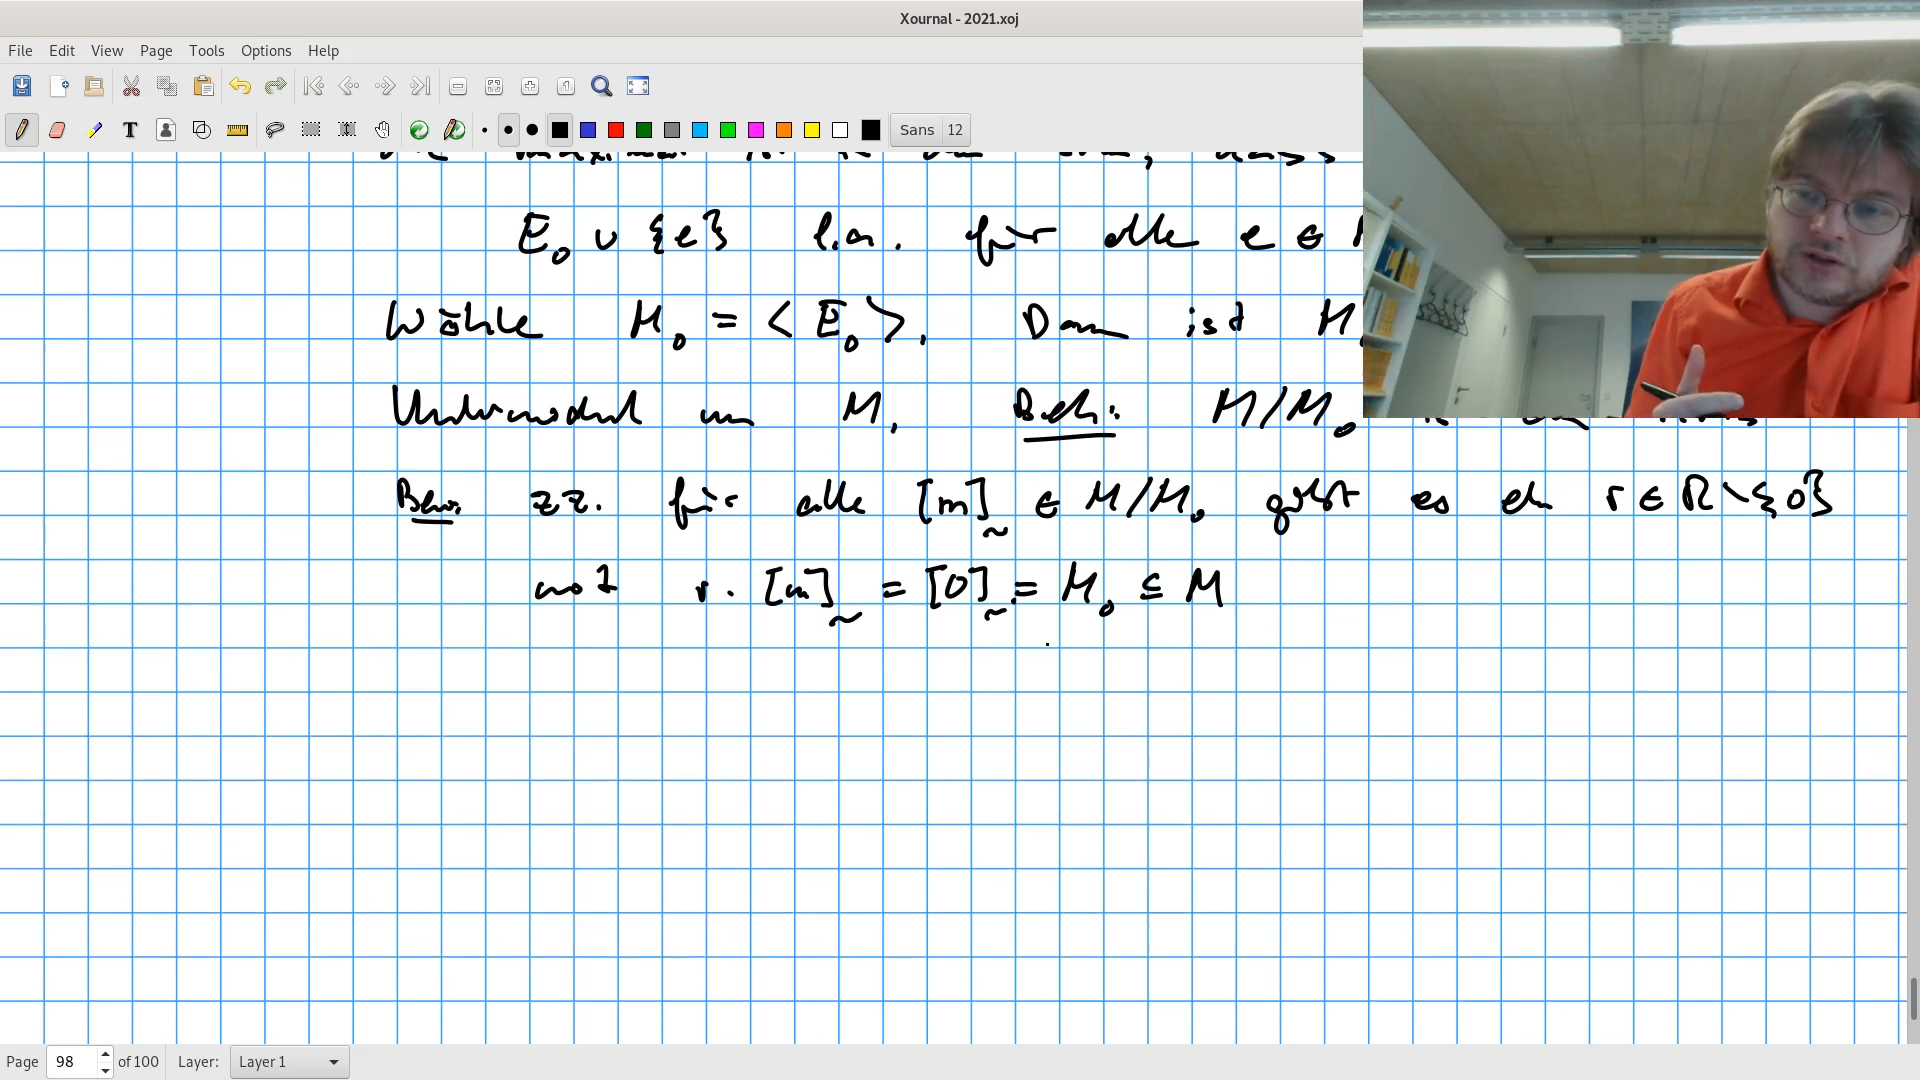 Xournal - 2021.xoj
File Edit View Page Tools Options Help
Sans 12
dass
E₀ ∪ {e} l.a. für alle e ∈
Wähle M₀ = <E₀>. Dann ist M
Untermodul von M. Beh: M/M₀
Bew. zz. für alle [m]~ ∈ M/M₀ gibt es ein r ∈ R\{0}
mit r · [m]~ = [0]~ = M₀ ⊆ M
Page 98 of 100 Layer: Layer 1